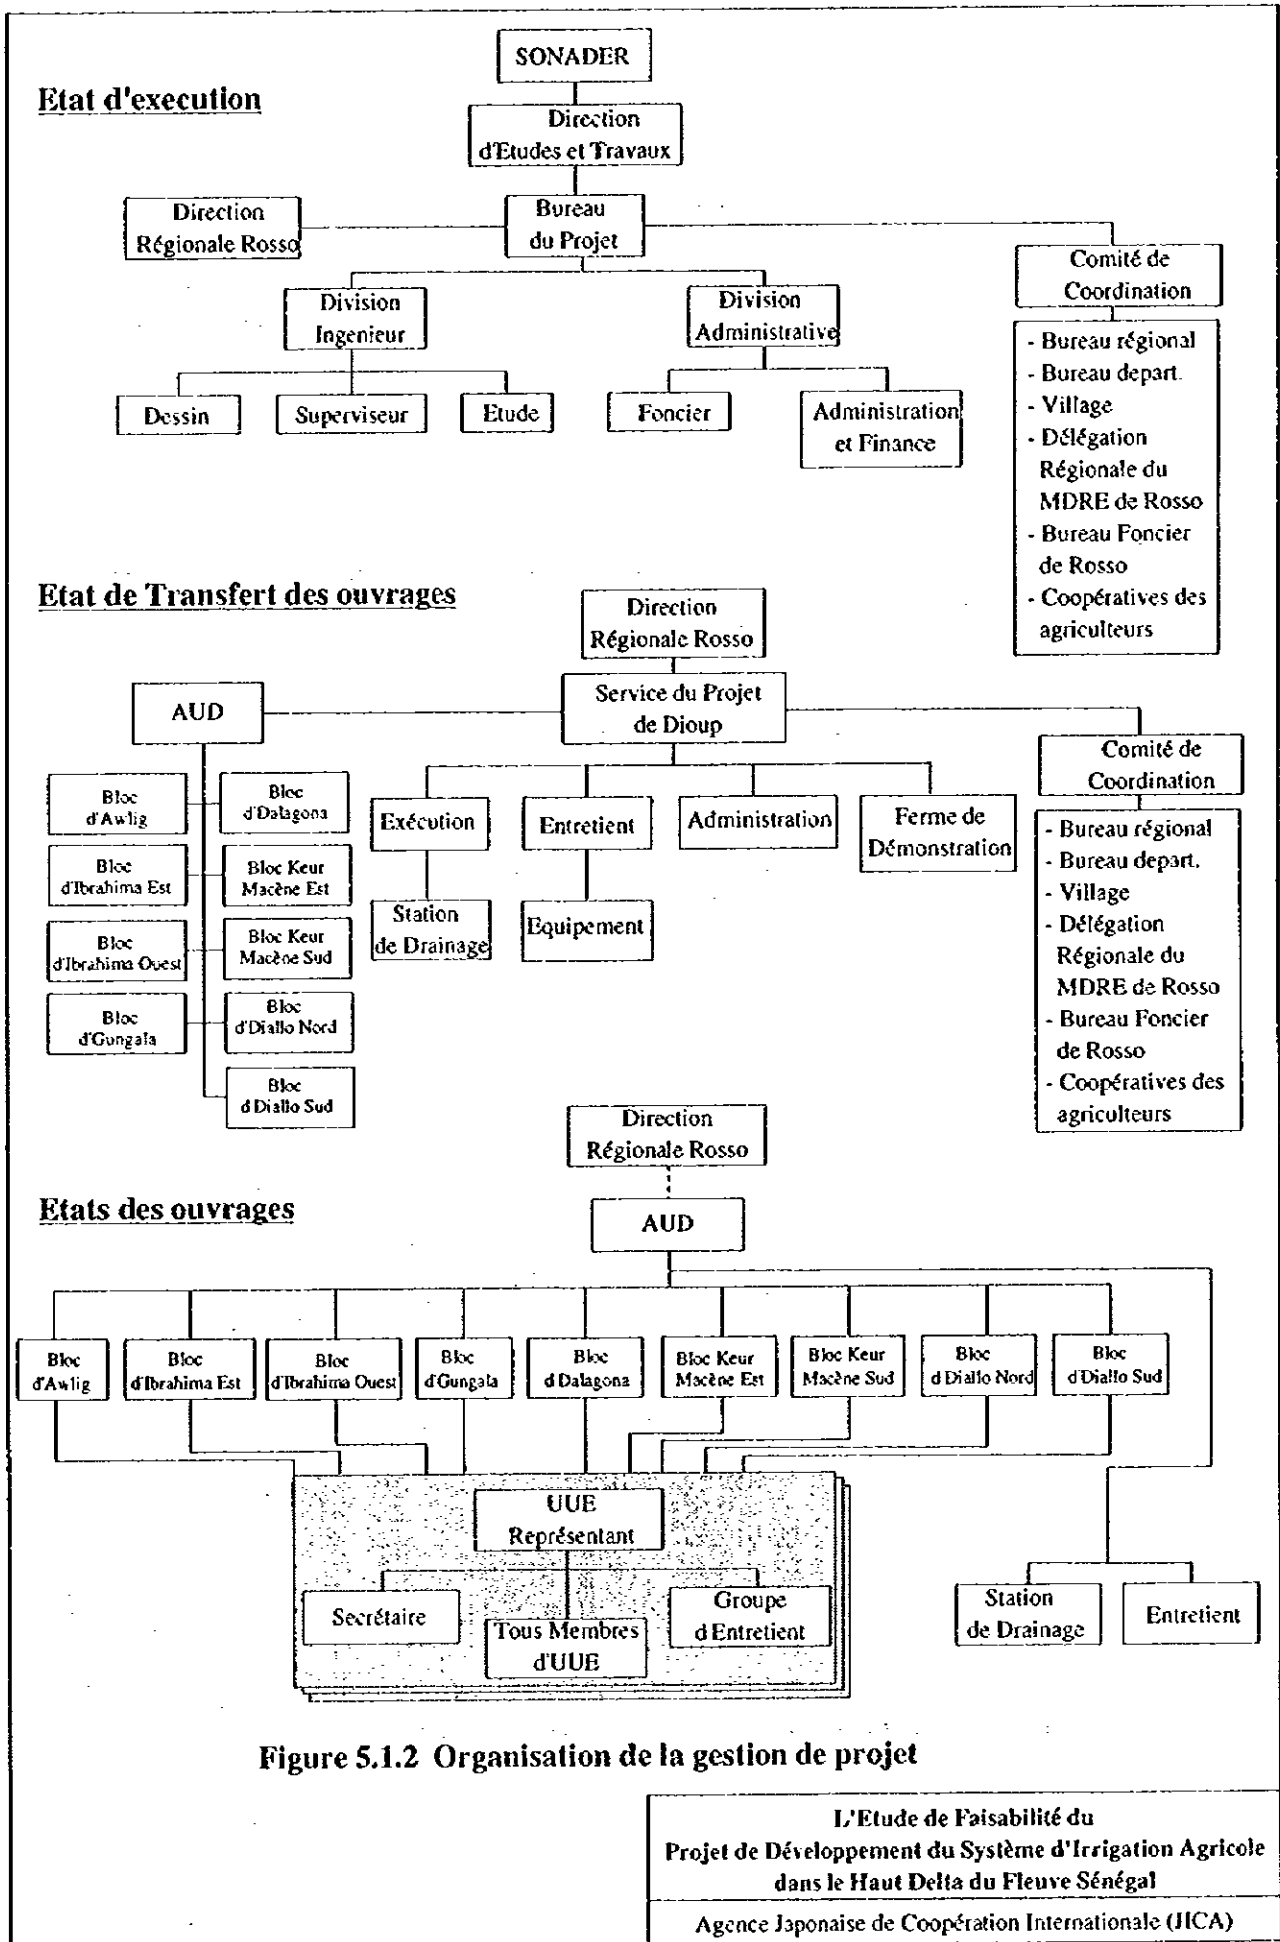 SONADER
Etat d'execution
Direction
d'Etudes et Travaux
Direction
Régionale Rosso
Bureau
du Projet
Comité de
Coordination
Division
Ingenieur
Division
Administrative
- Bureau régional
- Bureau depart.
- Village
- Délégation
Régionale du
MDRE de Rosso
- Bureau Foncier
de Rosso
- Coopératives des
agriculteurs
Dessin
Superviseur
Etude
Foncier
Administration
et Finance
Etat de Transfert des ouvrages
Direction
Régionale Rosso
AUD
Service du Projet
de Dioup
Comité de
Coordination
Bloc
d'Awlig
Bloc
d'Dalagona
Bloc
d'Ibrahima Est
Bloc Keur
Macène Est
Bloc
d'Ibrahima Ouest
Bloc Keur
Macène Sud
Bloc
d'Gungala
Bloc
d'Diallo Nord
Bloc
d'Diallo Sud
Exécution
Entretient
Administration
Ferme de
Démonstration
Station
de Drainage
Equipement
- Bureau régional
- Bureau depart.
- Village
- Délégation
Régionale du
MDRE de Rosso
- Bureau Foncier
de Rosso
- Coopératives des
agriculteurs
Direction
Régionale Rosso
Etats des ouvrages
AUD
Bloc
d'Awlig
Bloc
d'Ibrahima Est
Bloc
d'Ibrahima Ouest
Bloc
d'Gungala
Bloc
d'Dalagona
Bloc Keur
Macène Est
Bloc Keur
Macène Sud
Bloc
d'Diallo Nord
Bloc
d'Diallo Sud
UUE
Représentant
Secrétaire
Tous Membres
d'UUE
Groupe
d'Entretient
Station
de Drainage
Entretient
Figure 5.1.2 Organisation de la gestion de projet
L'Etude de Faisabilité du
Projet de Développement du Système d'Irrigation Agricole
dans le Haut Delta du Fleuve Sénégal
Agence Japonaise de Coopération Internationale (JICA)